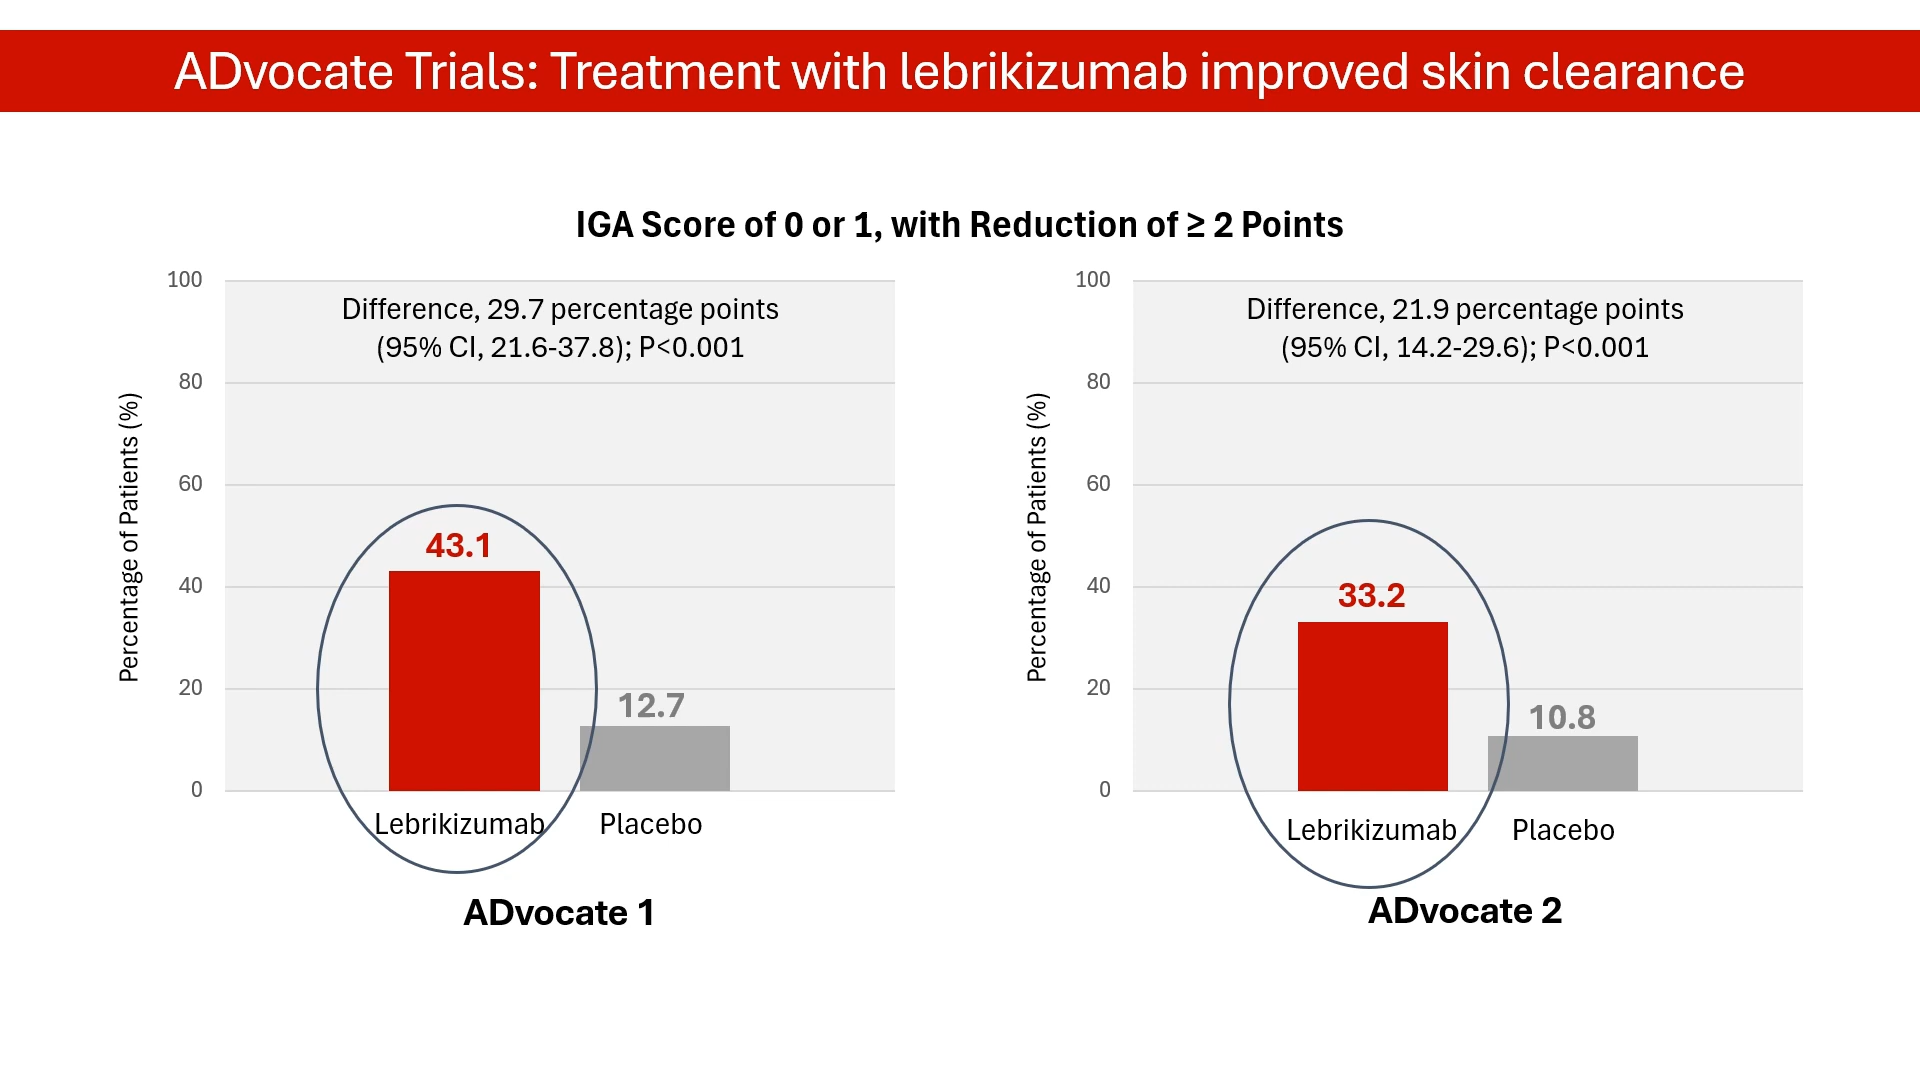 ADvocate Trials: Treatment with lebrikizumab improved skin clearance
IGA Score of 0 or 1, with Reduction of ≥ 2 Points
Percentage of Patients (%)
100
80
60
40
20
0
Difference, 29.7 percentage points
(95% CI, 21.6-37.8); P<0.001
43.1
12.7
Lebrikizumab
Placebo
ADvocate 1
Percentage of Patients (%)
100
80
60
40
20
0
Difference, 21.9 percentage points
(95% CI, 14.2-29.6); P<0.001
33.2
10.8
Lebrikizumab
Placebo
ADvocate 2